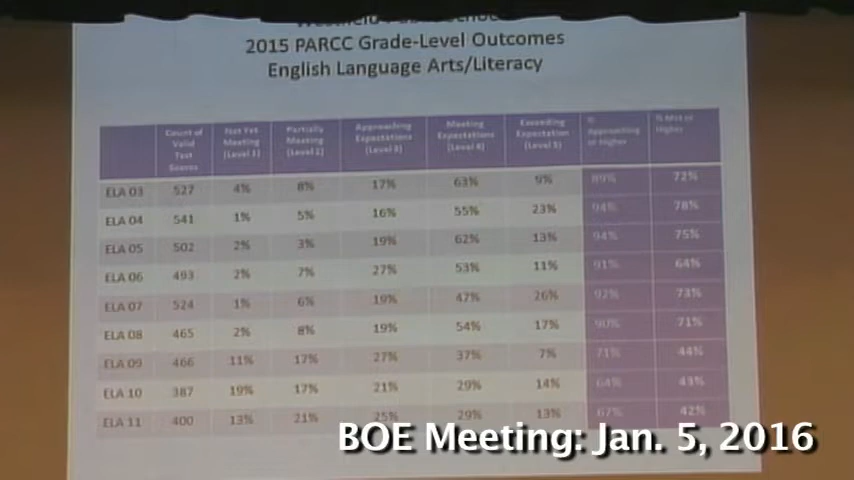 2015 PARCC Grade-Level Outcomes
English Language Arts/Literacy
Count of Valid Test Scores Not Yet Meeting (Level 1) Partially Meeting (Level 2) Approaching Expectations (Level 3) Meeting Expectations (Level 4) Exceeding Expectation (Level 5) % Approaching or Higher % Met or Higher
ELA 03 527 4% 8% 17% 63% 9% 89% 72%
ELA 04 541 1% 5% 16% 55% 23% 94% 78%
ELA 05 502 2% 3% 19% 62% 13% 94% 75%
ELA 06 493 2% 7% 27% 53% 11% 91% 64%
ELA 07 524 1% 6% 19% 47% 26% 92% 73%
ELA 08 465 2% 8% 19% 54% 17% 90% 71%
ELA 09 466 11% 17% 27% 37% 7% 71% 44%
ELA 10 387 19% 17% 21% 29% 14% 64% 43%
ELA 11 400 13% 21% 25% 29% 13% 67% 42%
BOE Meeting: Jan. 5, 2016